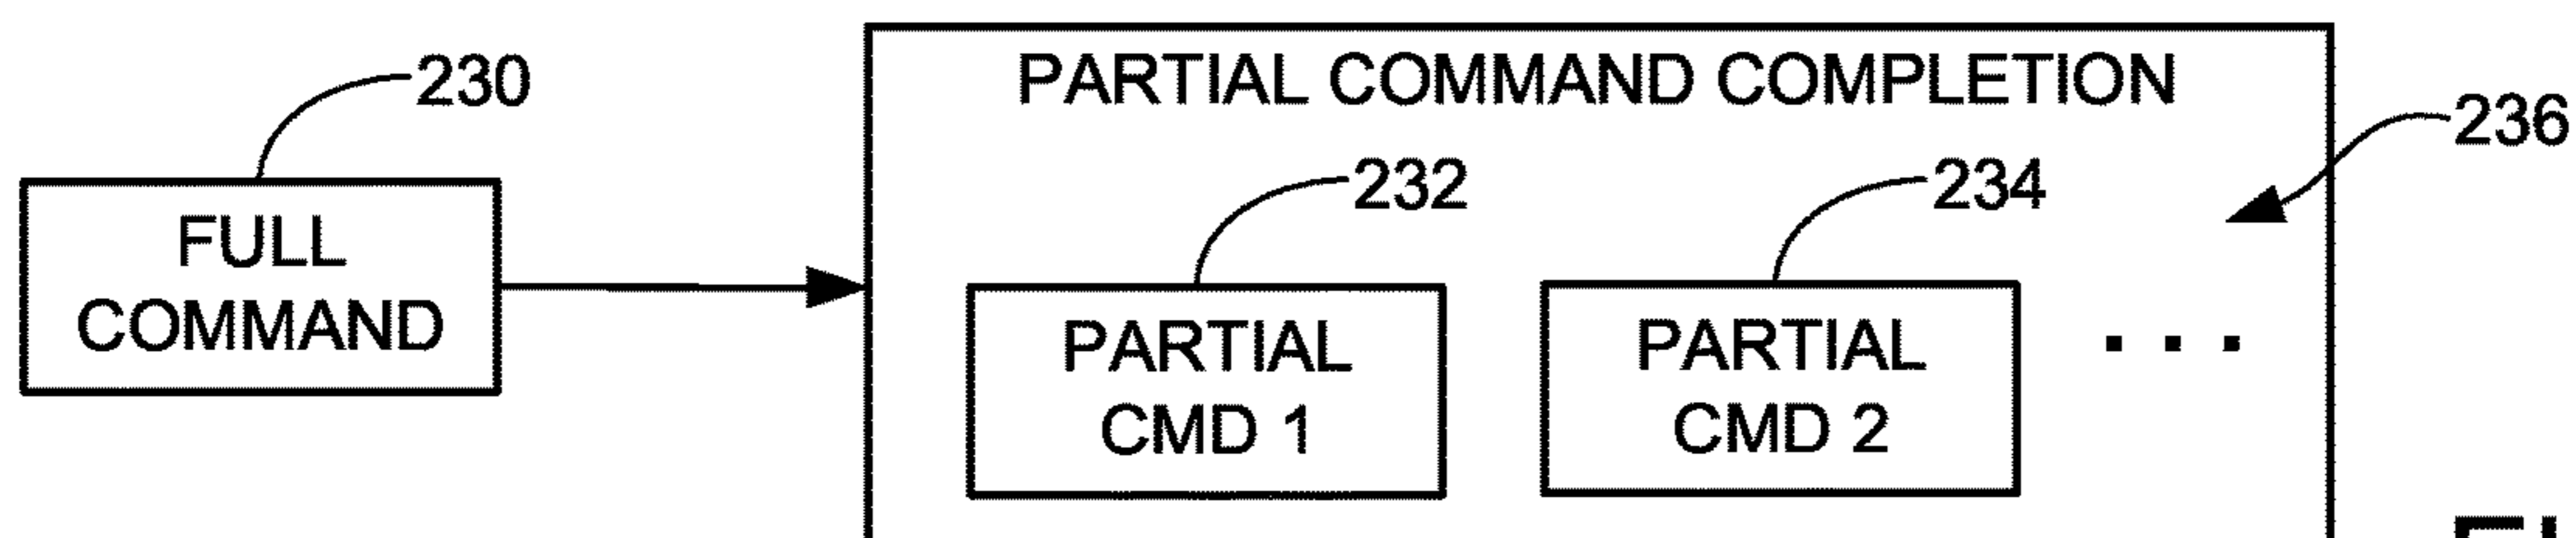 PARTIAL COMMAND COMPLETION
230
236
232
234
FULL
COMMAND
PARTIAL
CMD 1
PARTIAL
CMD 2
. . .